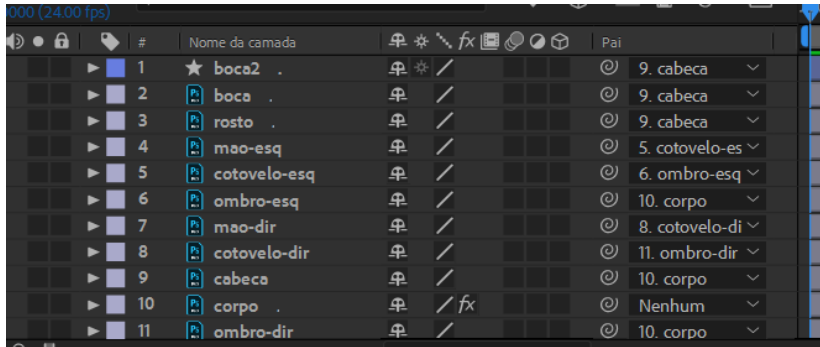 0000 (24.00 fps)
# Nome da camada fx Pai
1 boca2 . 9. cabeca
2 boca . 9. cabeca
3 rosto . 9. cabeca
4 mao-esq 5. cotovelo-es
5 cotovelo-esq 6. ombro-esq
6 ombro-esq 10. corpo
7 mao-dir 8. cotovelo-di
8 cotovelo-dir 11. ombro-dir
9 cabeca 10. corpo
10 corpo . fx Nenhum
11 ombro-dir 10. corpo